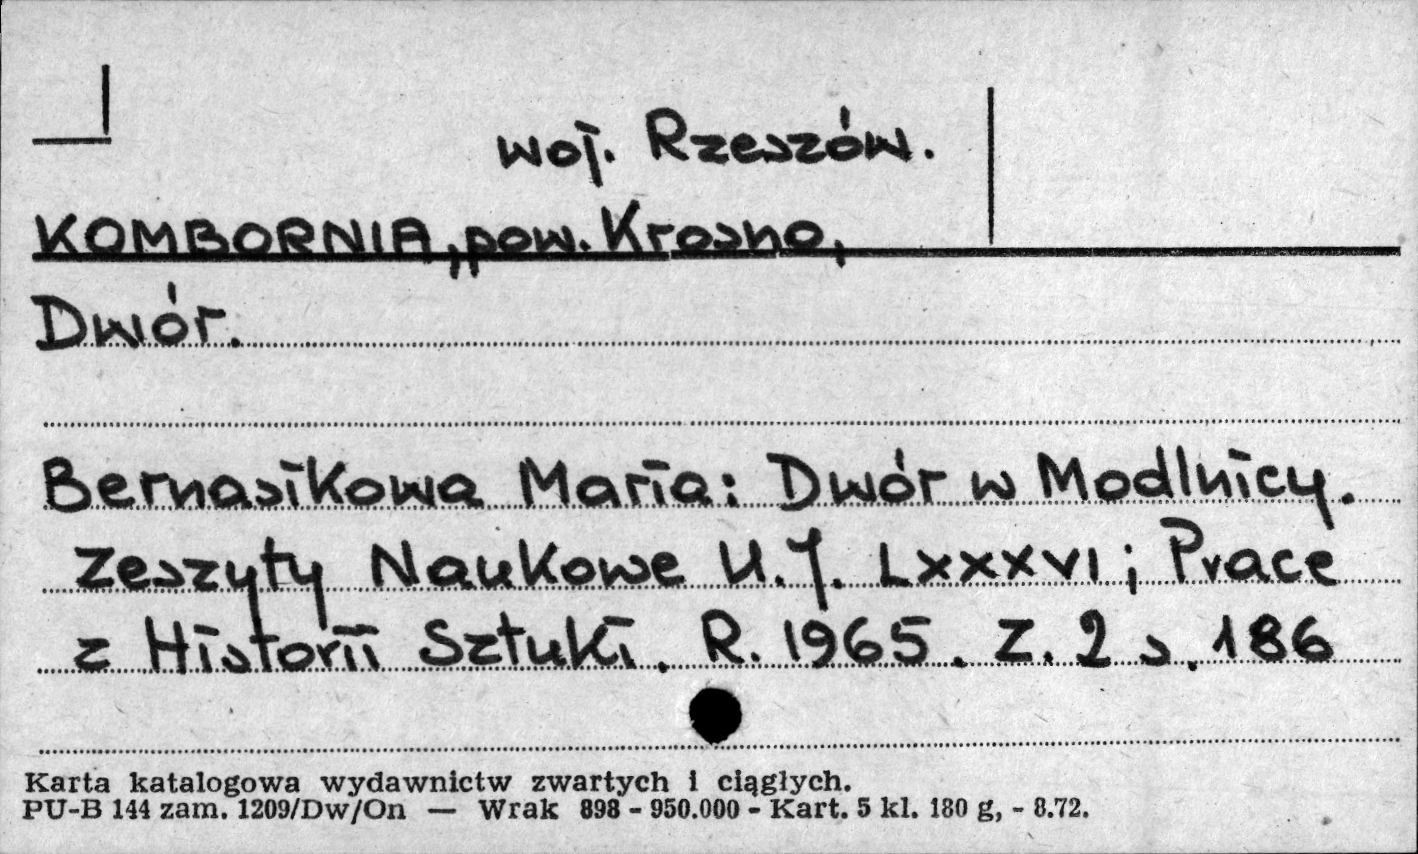 woj. Rzeszów.
KOMBORNIA, pow. Krosno,
Dwór.
Bernasikowa Maria: Dwór w Modlnicy.
Zeszyty Naukowe U.J. LXXXVI; Prace
z Historii Sztuki. R. 1965. Z. 2 s. 186
Karta katalogowa wydawnictw zwartych i ciągłych.
PU-B 144 zam. 1209/Dw/On — Wrak 898 - 950.000 - Kart. 5 kl. 180 g, - 8.72.